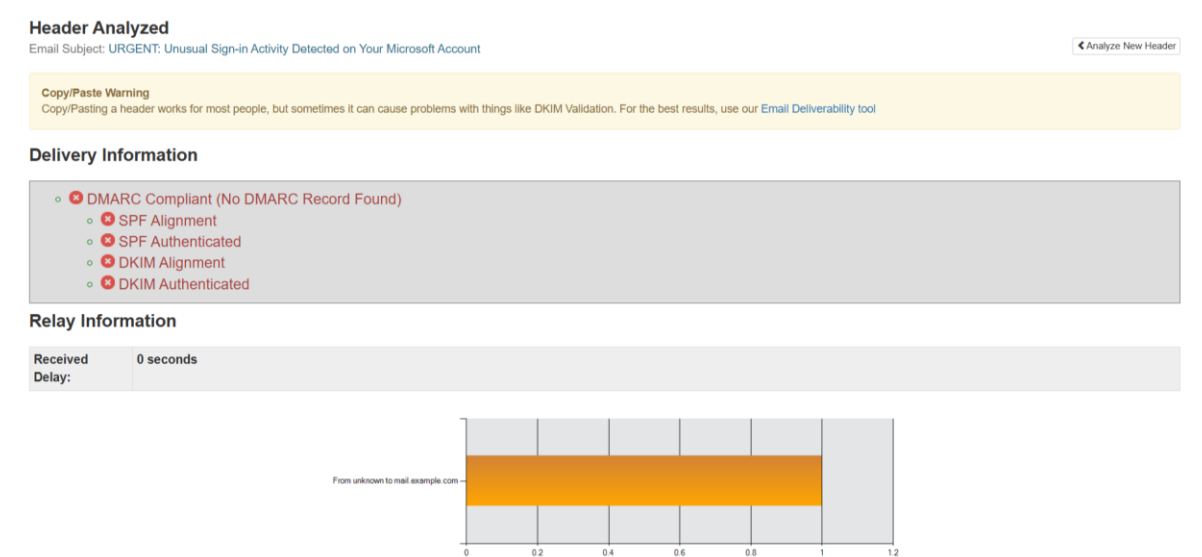 Header Analyzed
Email Subject: URGENT: Unusual Sign-in Activity Detected on Your Microsoft Account
Analyze New Header
Copy/Paste Warning
Copy/Pasting a header works for most people, but sometimes it can cause problems with things like DKIM Validation. For the best results, use our Email Deliverability tool
Delivery Information
DMARC Compliant (No DMARC Record Found)
SPF Alignment
SPF Authenticated
DKIM Alignment
DKIM Authenticated
Relay Information
Received Delay:
0 seconds
From unknown to mail.example.com
0 0.2 0.4 0.6 0.8 1 1.2